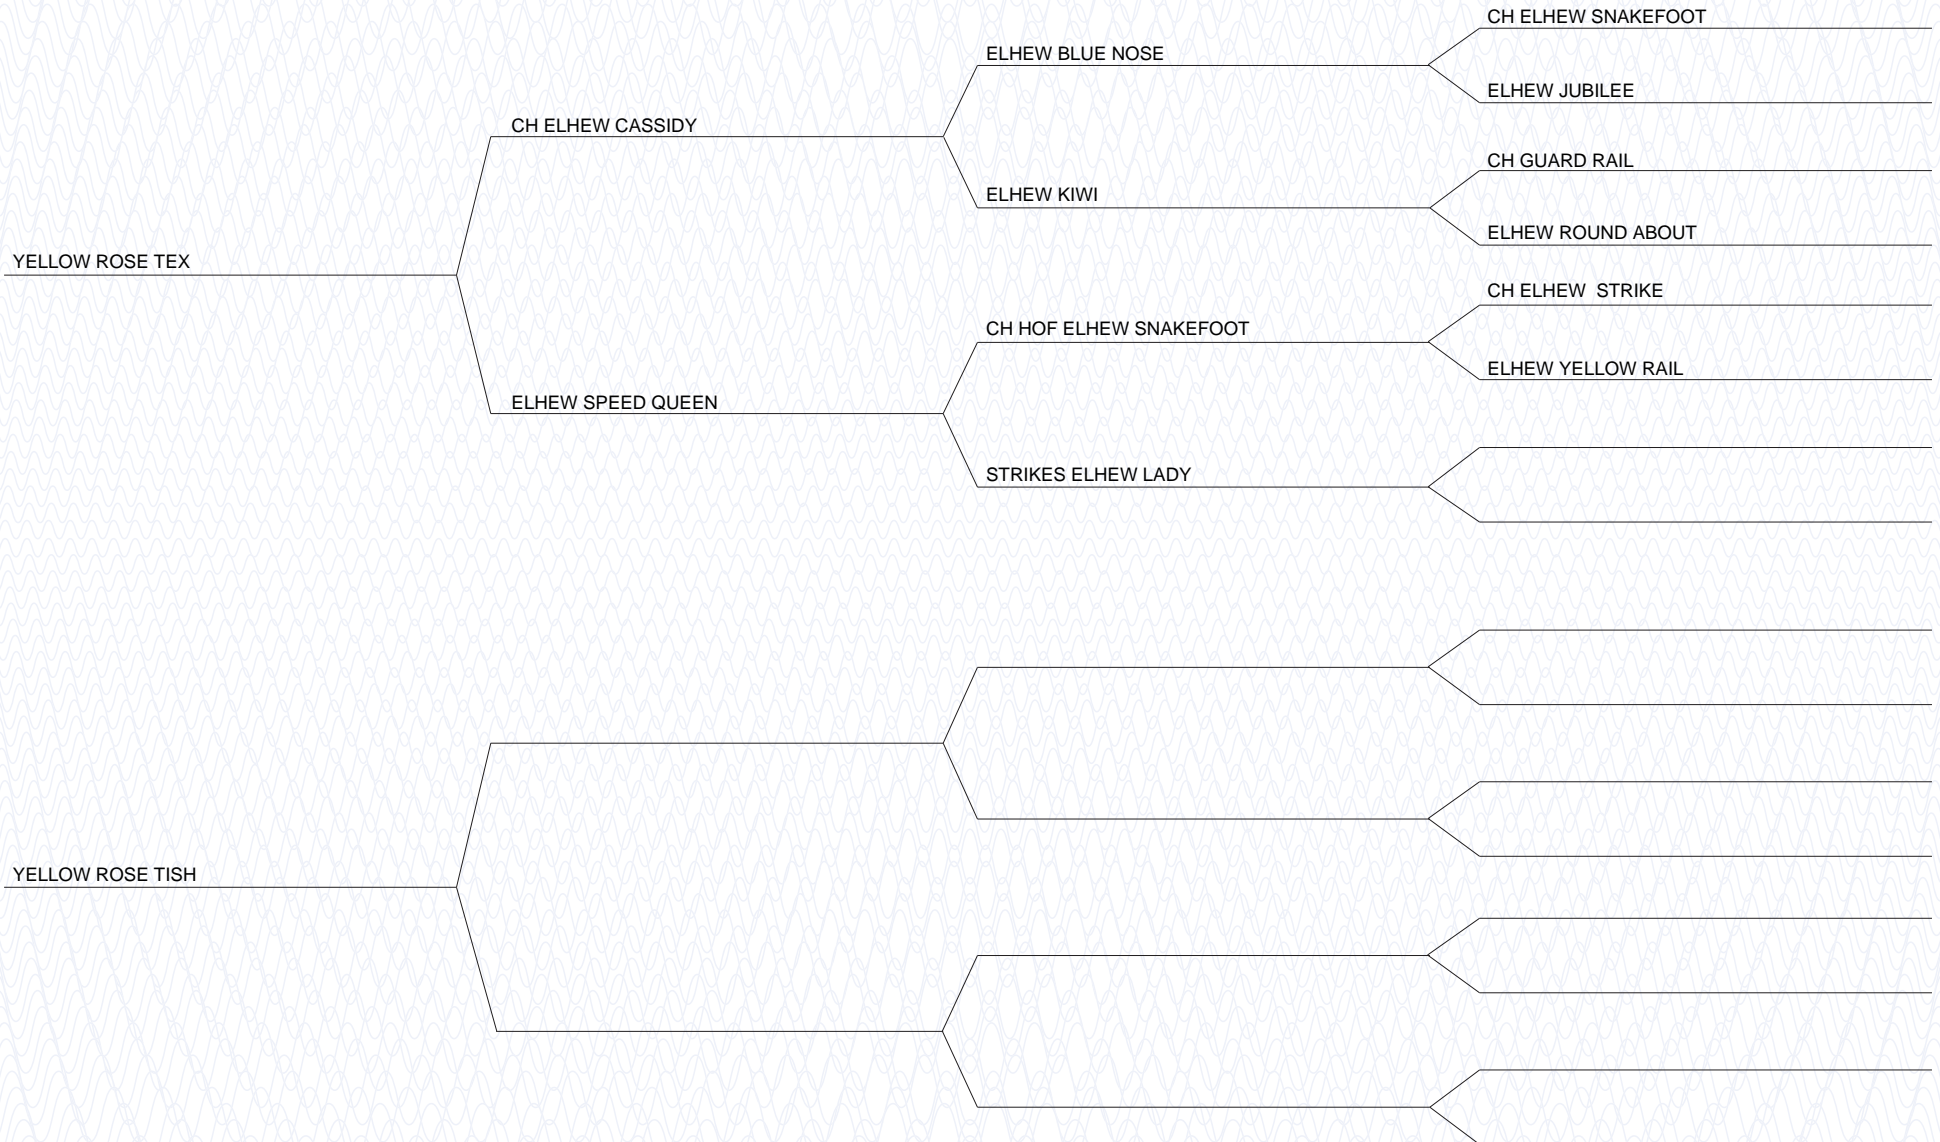 CH ELHEW SNAKEFOOT
ELHEW BLUE NOSE
ELHEW JUBILEE
CH ELHEW CASSIDY
CH GUARD RAIL
ELHEW KIWI
ELHEW ROUND ABOUT
YELLOW ROSE TEX
CH ELHEW  STRIKE
CH HOF ELHEW SNAKEFOOT
ELHEW YELLOW RAIL
ELHEW SPEED QUEEN
STRIKES ELHEW LADY
YELLOW ROSE TISH